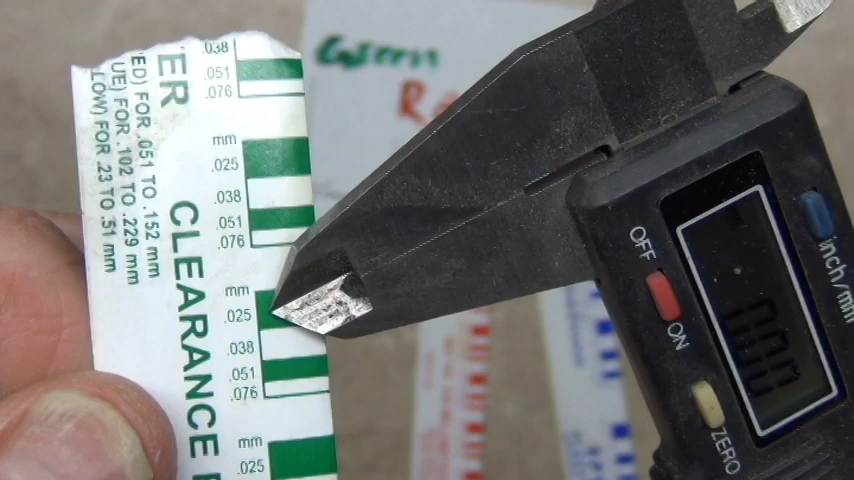 .038
.051
.076
mm
.025
.038
.051
.076
mm
.025
.038
.051
.076
mm
.025
ER CLEARANCE
ED) FOR .051 TO .152 mm
UE) FOR .102 TO .229 mm
LOW) FOR .23 TO .51 mm
Green
OFF
ON
ZERO
inch/mm